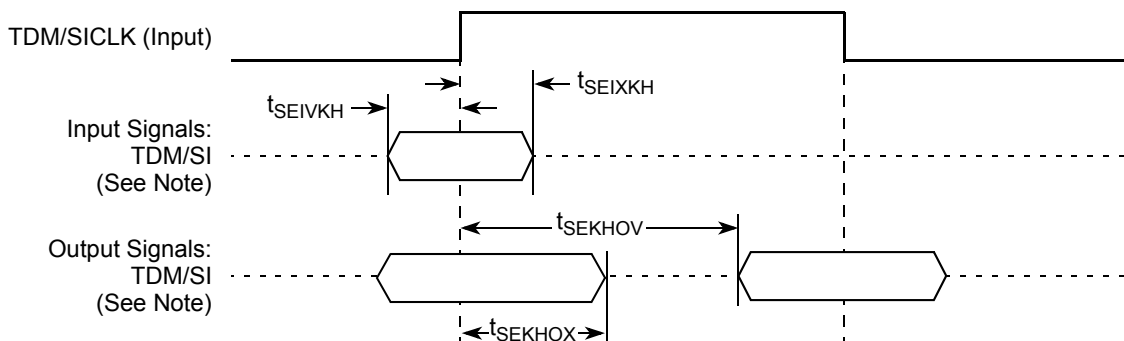 TDM/SICLK (Input)
tSEIXKH
tSEIVKH
Input Signals:
TDM/SI
(See Note)
tSEKHOV
Output Signals:
TDM/SI
(See Note)
tSEKHOX